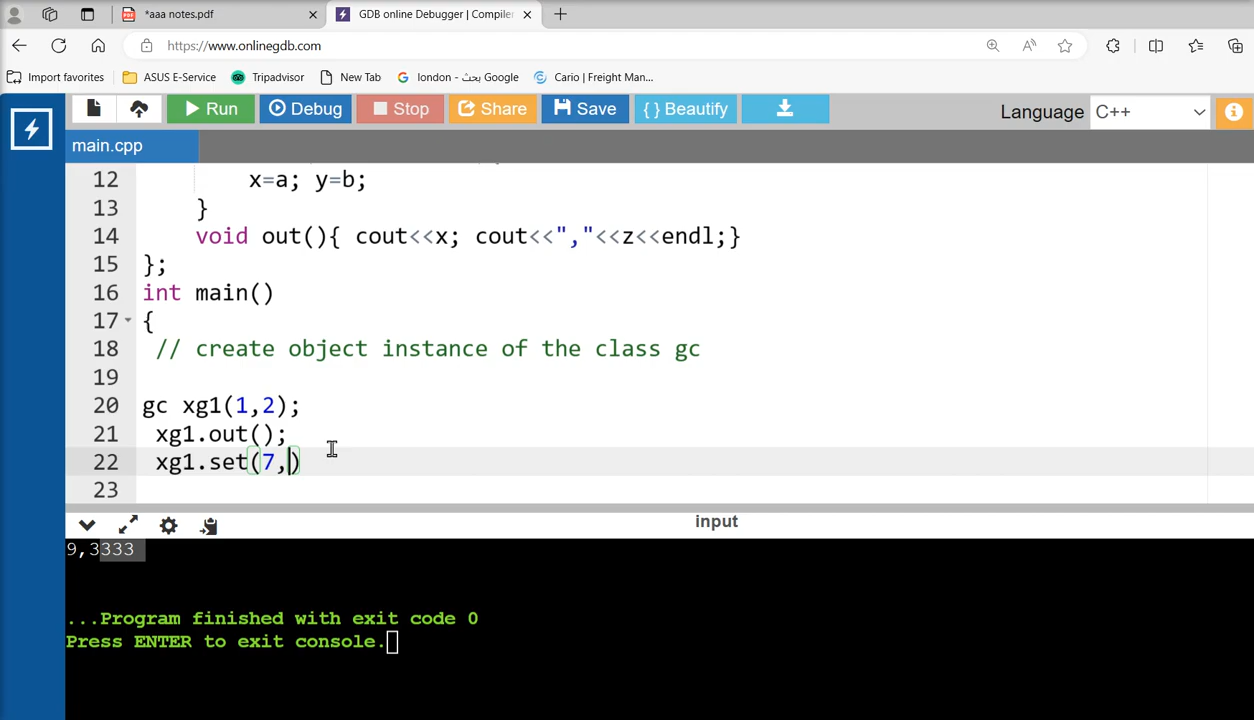 *aaa notes.pdf
GDB online Debugger | Compiler
https://www.onlinegdb.com
Import favorites
ASUS E-Service
Tripadvisor
New Tab
london - بحث Google
Cario | Freight Man...
Run
Debug
Stop
Share
Save
{ } Beautify
Language C++
main.cpp
12 x=a; y=b;
13 }
14 void out(){ cout<<x; cout<<","<<z<<endl;}
15 };
16 int main()
17 {
18 // create object instance of the class gc
19
20 gc xg1(1,2);
21 xg1.out();
22 xg1.set(7,)
23
input
9,3333
...Program finished with exit code 0
Press ENTER to exit console.